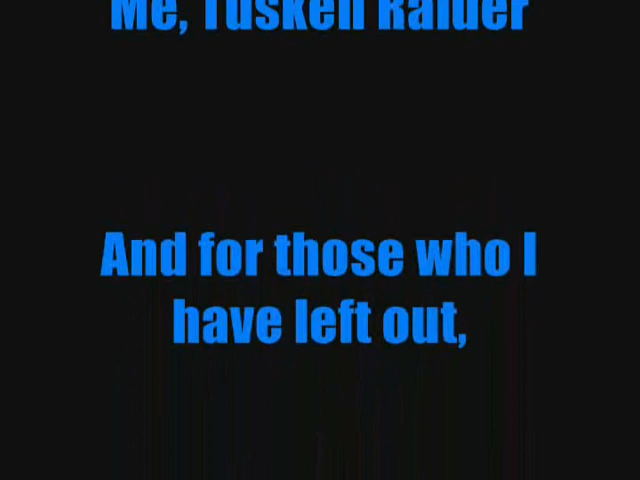 Me, Tusken Raider
And for those who I
have left out,